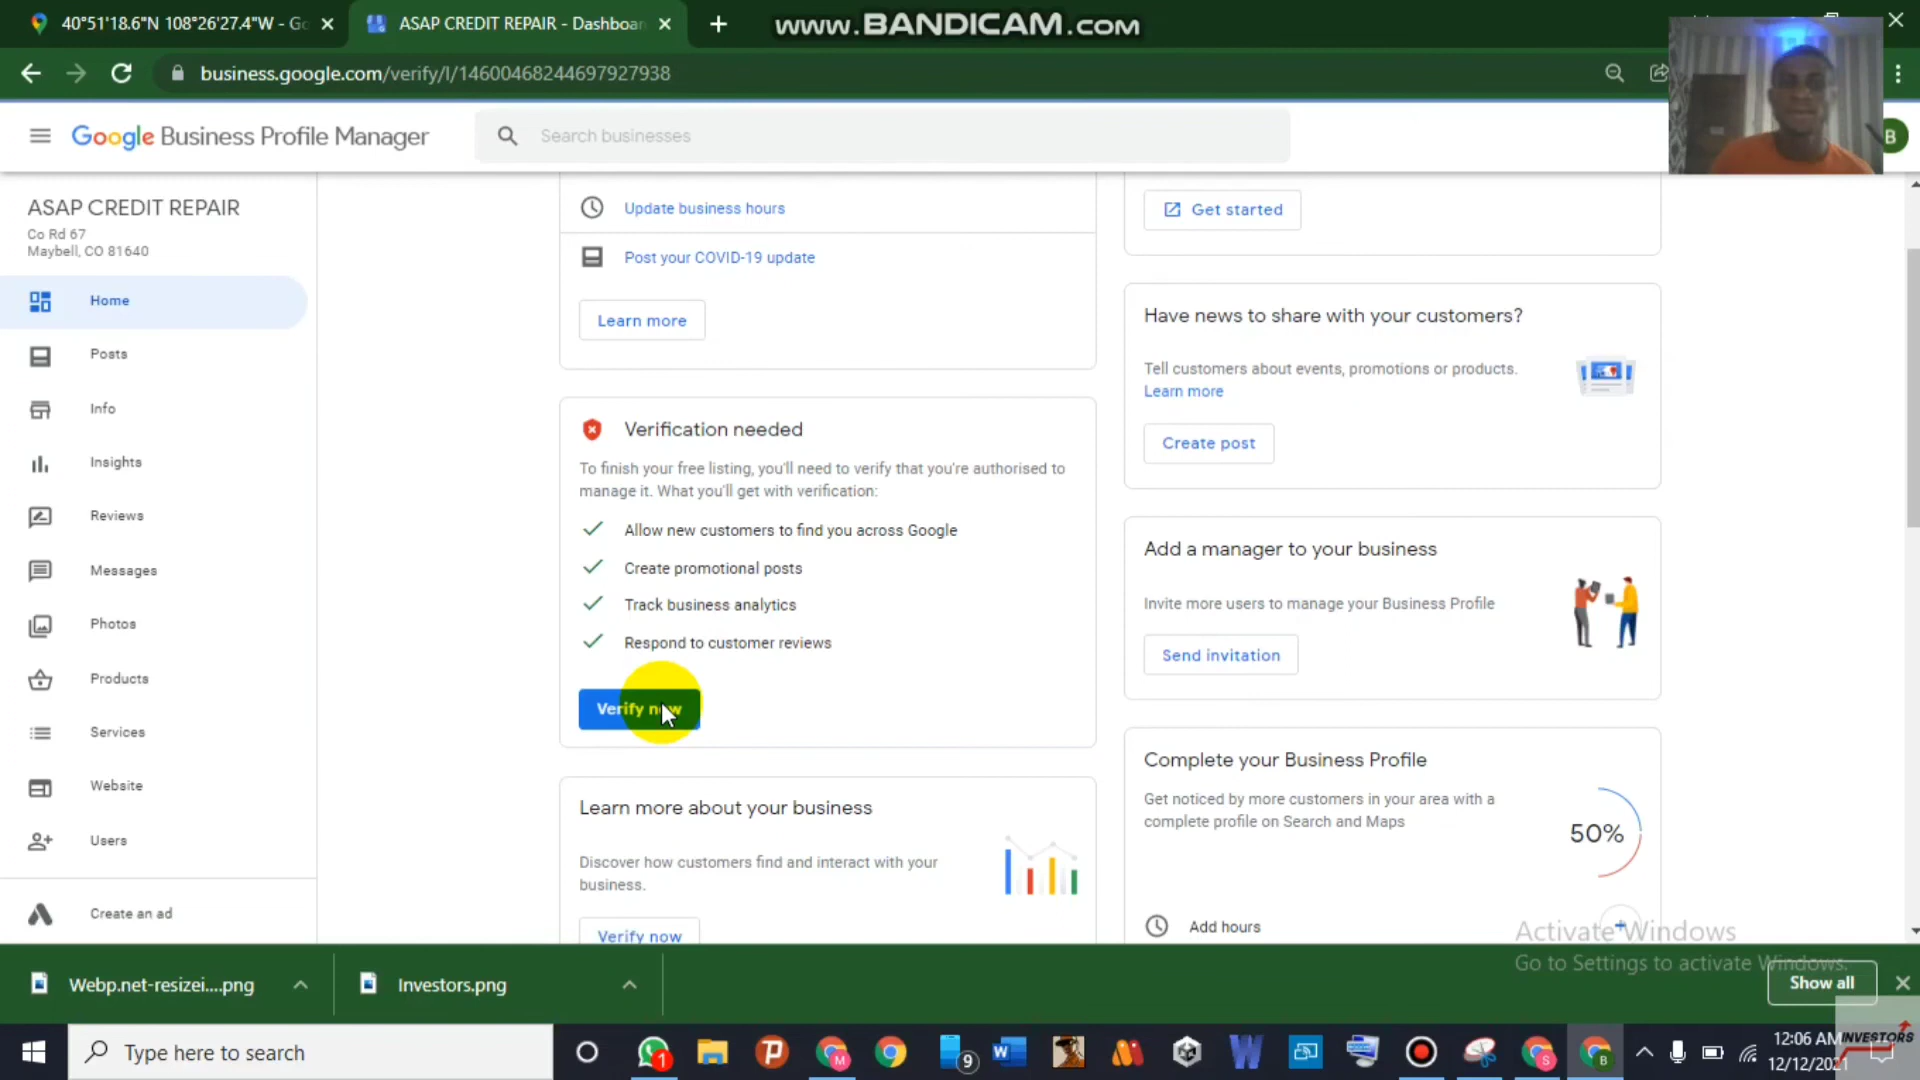 40°51'18.6"N 108°26'27.4"W - Go
ASAP CREDIT REPAIR - Dashboar
www.BANDICAM.com
business.google.com/verify/l/14600468244697927938
Google Business Profile Manager
Search businesses
B
ASAP CREDIT REPAIR
Co Rd 67
Maybell, CO 81640
Home
Posts
Info
Insights
Reviews
Messages
Photos
Products
Services
Website
Users
Create an ad
Update business hours
Post your COVID-19 update
Learn more
Verification needed
To finish your free listing, you'll need to verify that you're authorised to
manage it. What you'll get with verification:
Allow new customers to find you across Google
Create promotional posts
Track business analytics
Respond to customer reviews
Verify now
Learn more about your business
Discover how customers find and interact with your
business.
Verify now
Get started
Have news to share with your customers?
Tell customers about events, promotions or products.
Learn more
Create post
Add a manager to your business
Invite more users to manage your Business Profile
Send invitation
Complete your Business Profile
Get noticed by more customers in your area with a
complete profile on Search and Maps
50%
Add hours
Activate Windows
Go to Settings to activate Windows.
Webp.net-resizei....png
Investors.png
Show all
Type here to search
1
9
M
S
B
12:06 AM
12/12/2021
INVESTORS